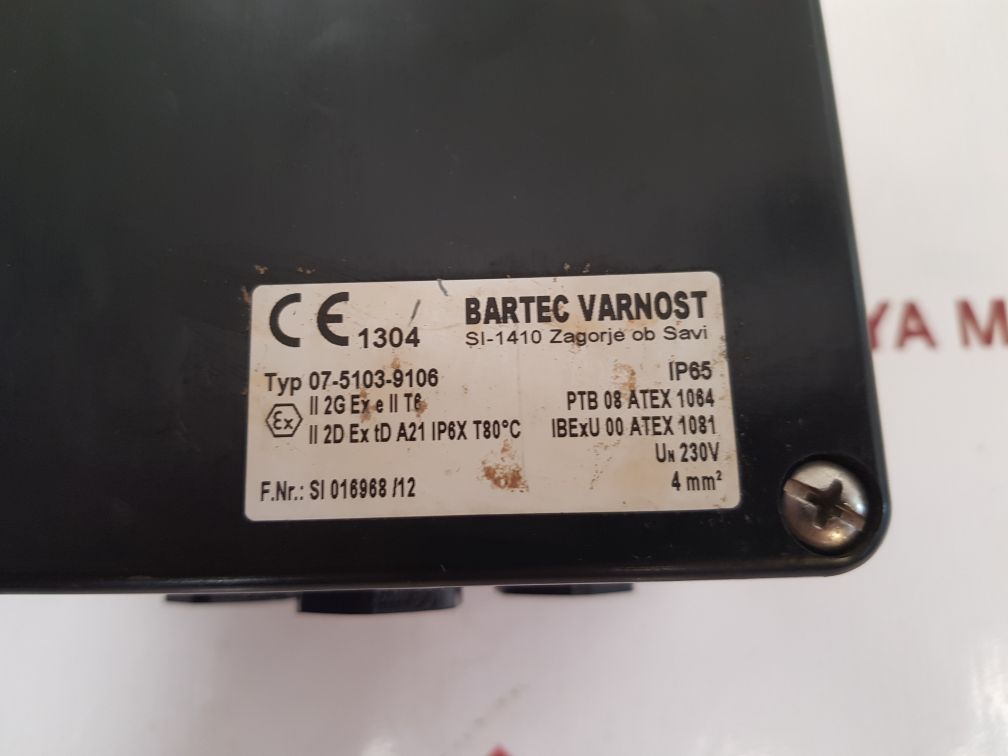 CE 1304
BARTEC VARNOST
SI-1410 Zagorje ob Savi
Typ 07-5103-9106
IP65
Ex
II 2G Ex e II T6
PTB 08 ATEX 1064
II 2D Ex tD A21 IP6X T80°C
IBExU 00 ATEX 1081
UN 230V
F.Nr.: SI 016968 /12
4 mm²
YA M